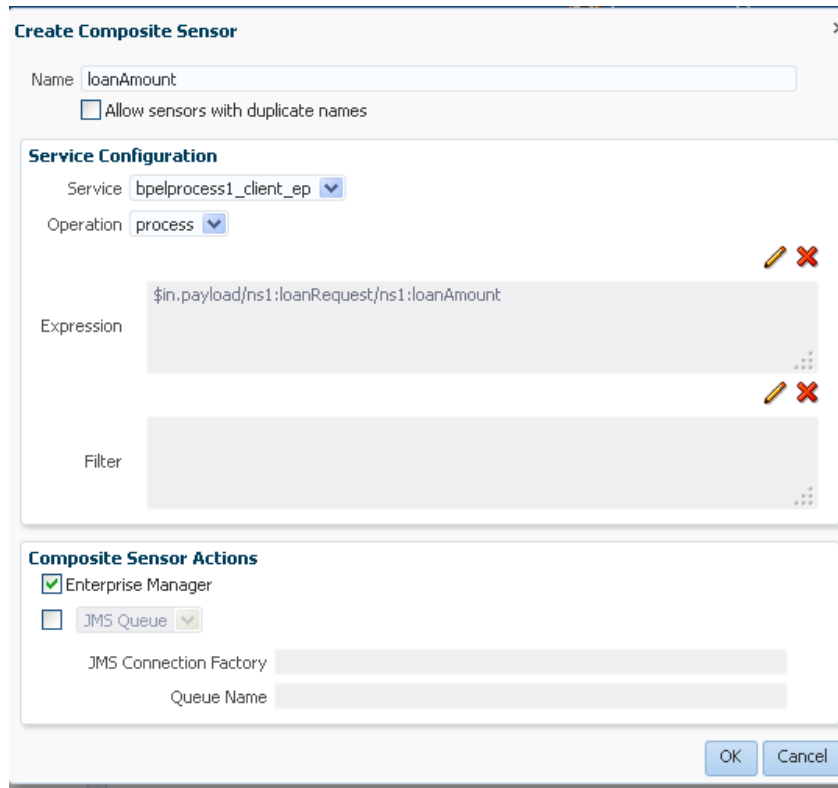 Create Composite Sensor
Name loanAmount
Allow sensors with duplicate names
Service Configuration
Service bpelprocess1_client_ep
Operation process
$in.payload/ns1:loanRequest/ns1:loanAmount
Expression
Filter
Composite Sensor Actions
Enterprise Manager
JMS Queue
JMS Connection Factory
Queue Name
OK Cancel